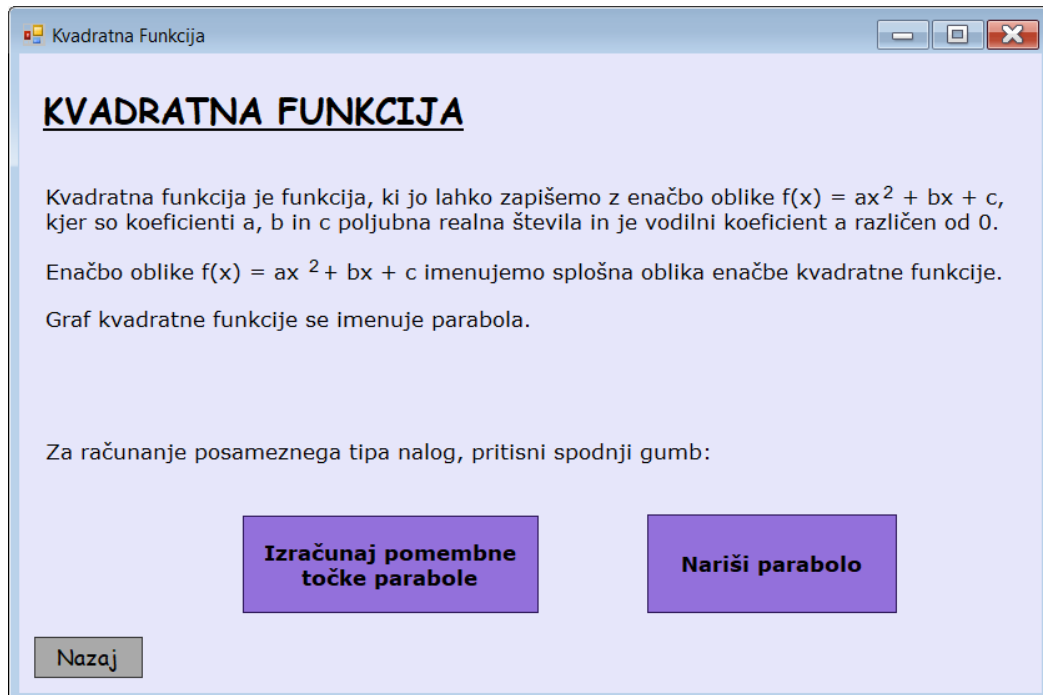 Kvadratna Funkcija
KVADRATNA FUNKCIJA
Kvadratna funkcija je funkcija, ki jo lahko zapišemo z enačbo oblike f(x) = ax² + bx + c,
kjer so koeficienti a, b in c poljubna realna števila in je vodilni koeficient a različen od 0.
Enačbo oblike f(x) = ax ² + bx + c imenujemo splošna oblika enačbe kvadratne funkcije.
Graf kvadratne funkcije se imenuje parabola.
Za računanje posameznega tipa nalog, pritisni spodnji gumb:
Izračunaj pomembne
točke parabole
Nariši parabolo
Nazaj